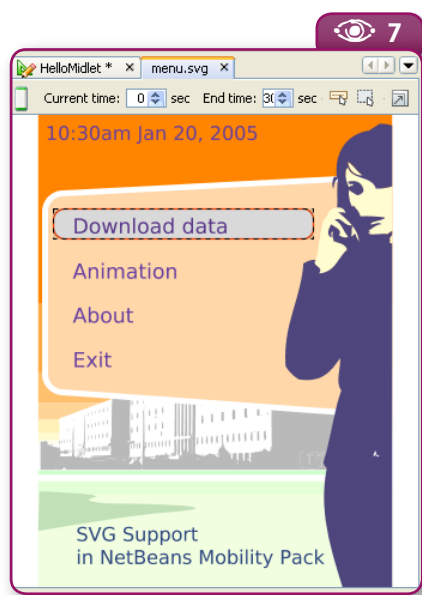 7
HelloMidlet * × menu.svg ×
Current time: 0 sec End time: 30 sec
10:30am Jan 20, 2005
Download data
Animation
About
Exit
SVG Support
in NetBeans Mobility Pack